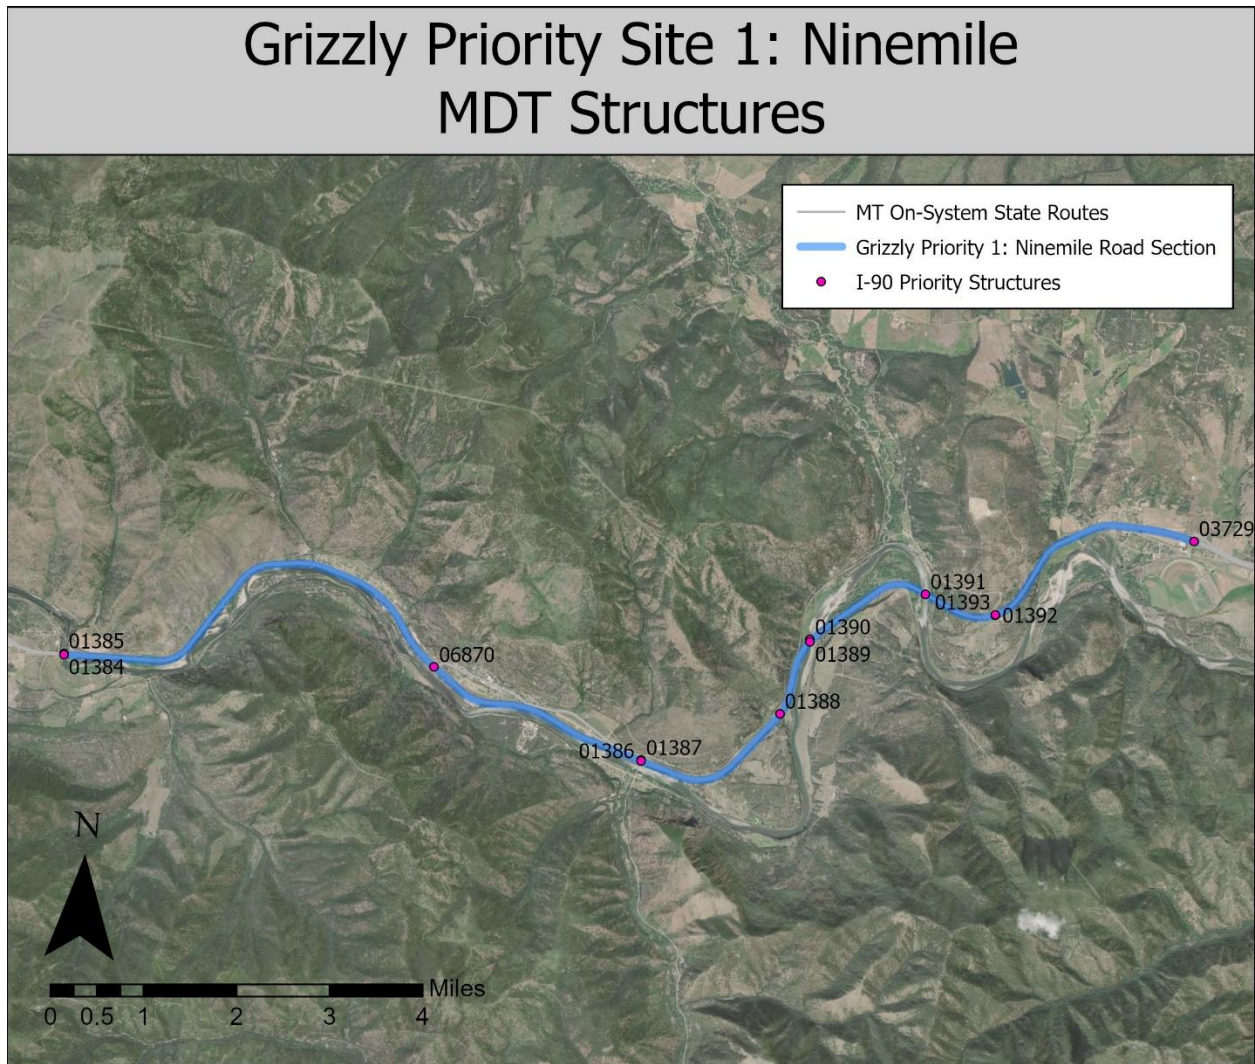 Grizzly Priority Site 1: Ninemile
MDT Structures
MT On-System State Routes
Grizzly Priority 1: Ninemile Road Section
I-90 Priority Structures
03729
01391
01393
01392
01390
01389
01385
01384
06870
01388
01386
01387
N
Miles
0 0.5 1 2 3 4